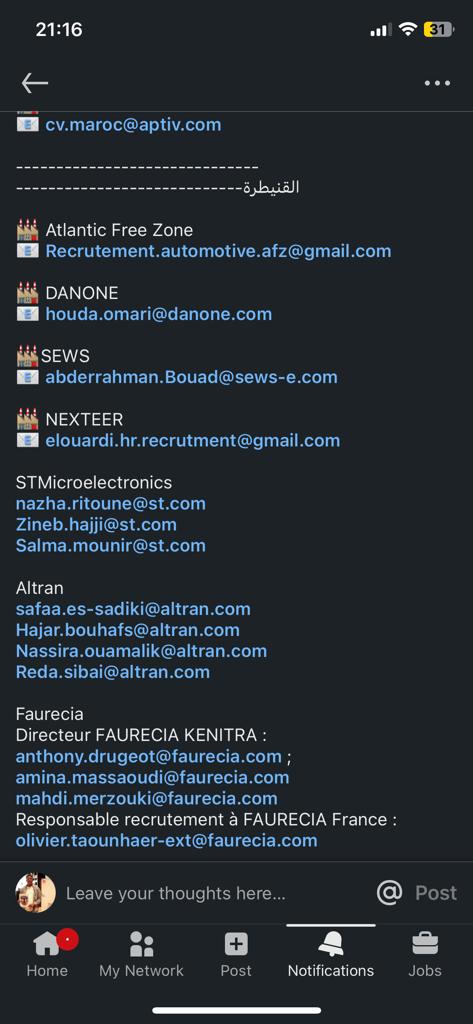 21:16
31
cv.maroc@aptiv.com
------------------------------
----------------------------القنيطرة
Atlantic Free Zone
Recrutement.automotive.afz@gmail.com
DANONE
houda.omari@danone.com
SEWS
abderrahman.Bouad@sews-e.com
NEXTEER
elouardi.hr.recrutment@gmail.com
STMicroelectronics
nazha.ritoune@st.com
Zineb.hajji@st.com
Salma.mounir@st.com
Altran
safaa.es-sadiki@altran.com
Hajar.bouhafs@altran.com
Nassira.ouamalik@altran.com
Reda.sibai@altran.com
Faurecia
Directeur FAURECIA KENITRA :
anthony.drugeot@faurecia.com ;
amina.massaoudi@faurecia.com
mahdi.merzouki@faurecia.com
Responsable recrutement à FAURECIA France :
olivier.taounhaer-ext@faurecia.com
Leave your thoughts here... @ Post
Home My Network Post Notifications Jobs